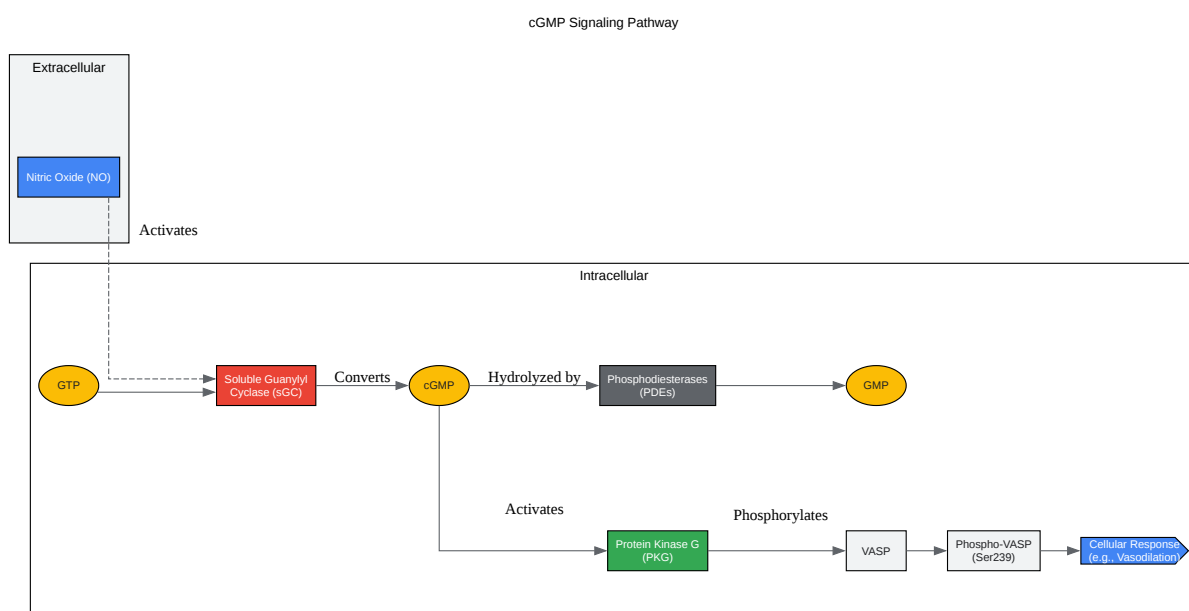 cGMP Signaling Pathway
Extracellular
Nitric Oxide (NO)
Activates
Intracellular
GTP
Soluble Guanylyl
Cyclase (sGC)
Converts
cGMP
Hydrolyzed by
Phosphodiesterases
(PDEs)
GMP
Activates
Protein Kinase G
(PKG)
Phosphorylates
VASP
Phospho-VASP
(Ser239)
Cellular Response
(e.g., Vasodilation)